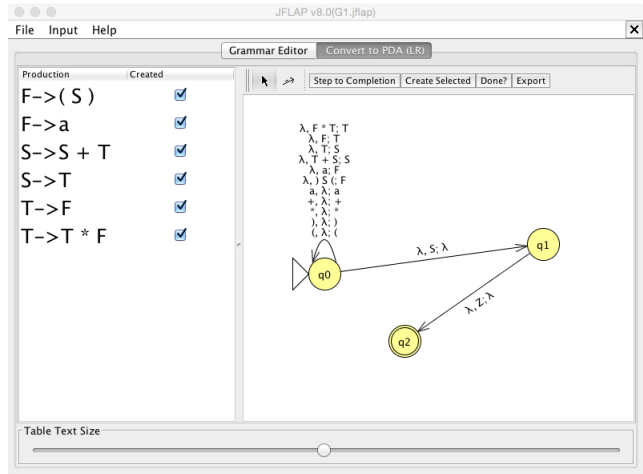 JFLAP v8.0(G1.jflap)
File Input Help
Grammar Editor Convert to PDA (LR)
Production Created
F->( S )
F->a
S->S + T
S->T
T->F
T->T * F
Step to Completion Create Selected Done? Export
λ, F * T; T
λ, F; T
λ, T; S
λ, T + S; S
λ, a; F
λ, ) S (; F
a, λ; a
+, λ; +
*, λ; *
), λ; )
(, λ; (
q0
λ, S; λ
q1
λ, Z; λ
q2
Table Text Size